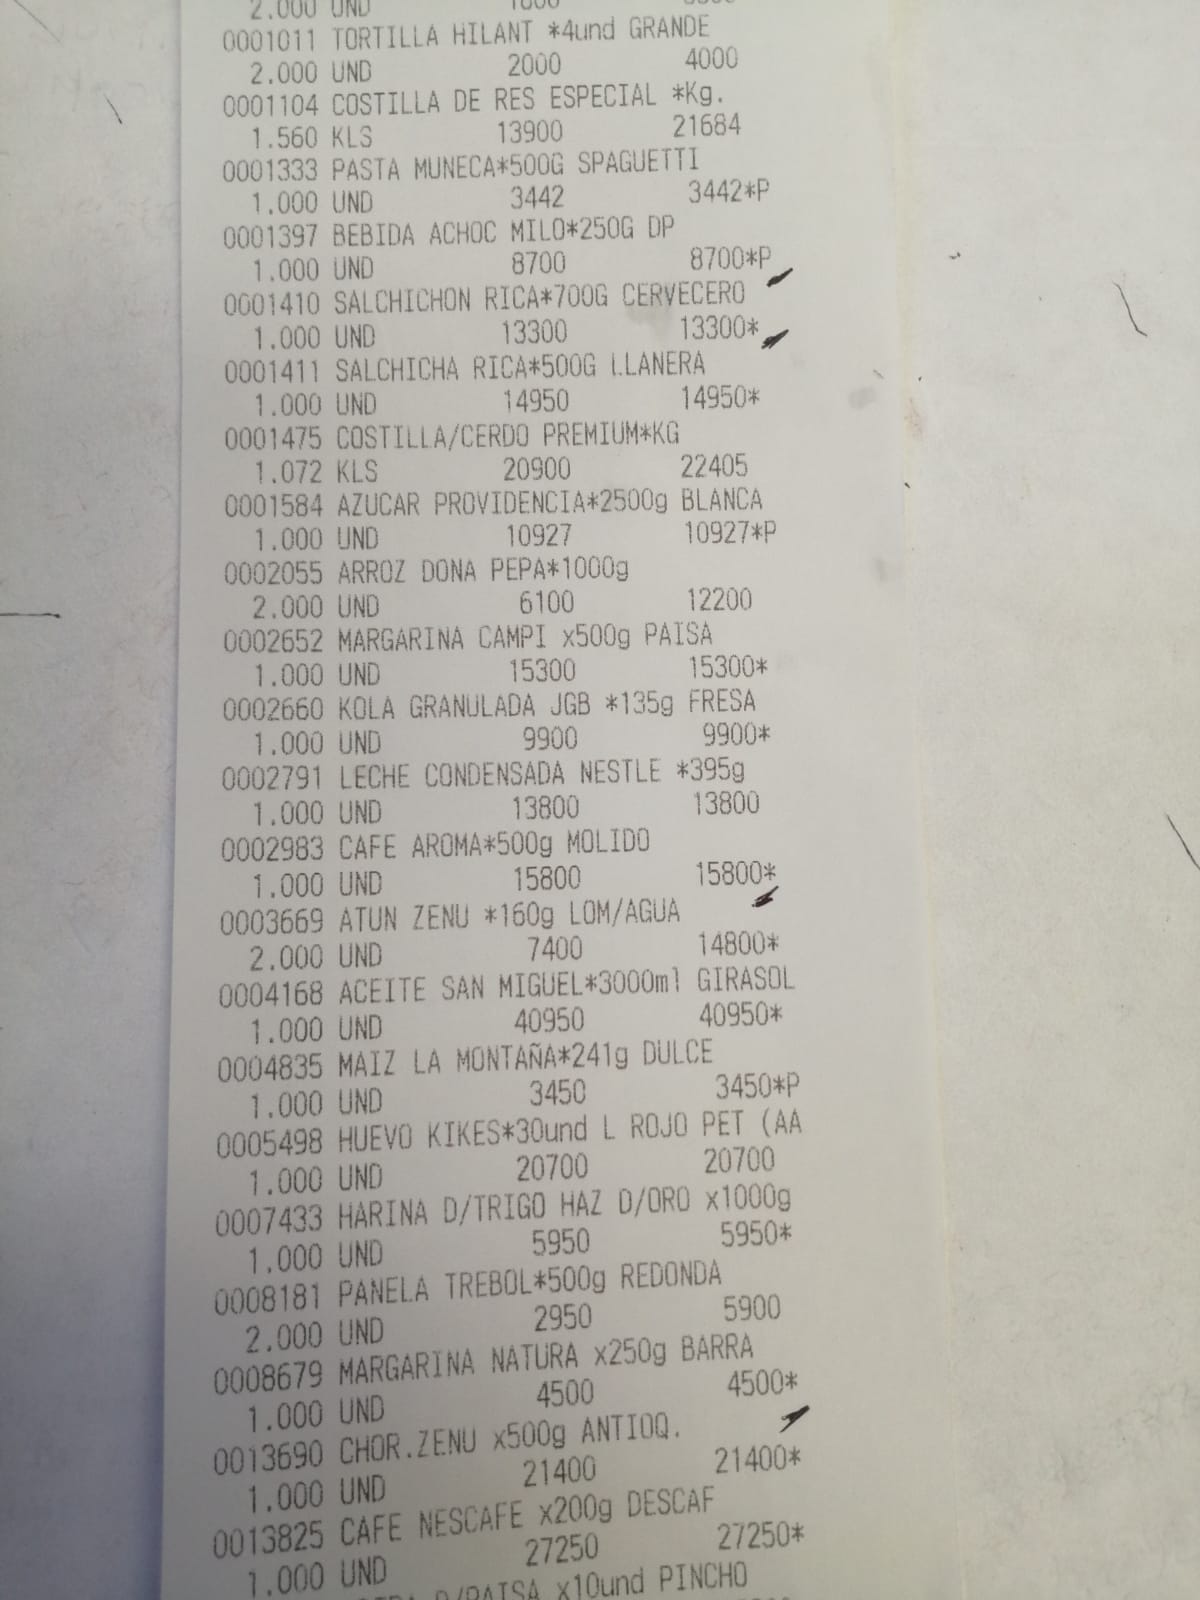 2.000 UND
0001011 TORTILLA HILANT *4und GRANDE
2.000 UND 2000 4000
0001104 COSTILLA DE RES ESPECIAL *Kg.
1.560 KLS 13900 21684
0001333 PASTA MUNECA*500G SPAGUETTI
1.000 UND 3442 3442*P
0001397 BEBIDA ACHOC MILO*250G DP
1.000 UND 8700 8700*P
0001410 SALCHICHON RICA*700G CERVECERO
1.000 UND 13300 13300*
0001411 SALCHICHA RICA*500G LLANERA
1.000 UND 14950 14950*
0001475 COSTILLA/CERDO PREMIUM*KG
1.072 KLS 20900 22405
0001584 AZUCAR PROVIDENCIA*2500g BLANCA
1.000 UND 10927 10927*P
0002055 ARROZ DONA PEPA*1000g
2.000 UND 6100 12200
0002652 MARGARINA CAMPI x500g PAISA
1.000 UND 15300 15300*
0002660 KOLA GRANULADA JGB *135g FRESA
1.000 UND 9900 9900*
0002791 LECHE CONDENSADA NESTLE *395g
1.000 UND 13800 13800
0002983 CAFE AROMA*500g MOLIDO
1.000 UND 15800 15800*
0003669 ATUN ZENU *160g LOM/AGUA
2.000 UND 7400 14800*
0004168 ACEITE SAN MIGUEL*3000ml GIRASOL
1.000 UND 40950 40950*
0004835 MAIZ LA MONTAÑA*241g DULCE
1.000 UND 3450 3450*P
0005498 HUEVO KIKES*30und L ROJO PET (AA
1.000 UND 20700 20700
0007433 HARINA D/TRIGO HAZ D/ORO x1000g
1.000 UND 5950 5950*
0008181 PANELA TREBOL*500g REDONDA
2.000 UND 2950 5900
0008679 MARGARINA NATURA x250g BARRA
1.000 UND 4500 4500*
0013690 CHOR.ZENU x500g ANTIOQ.
1.000 UND 21400 21400*
0013825 CAFE NESCAFE x200g DESCAF
1.000 UND 27250 27250*
D/PAISA x10und PINCHO